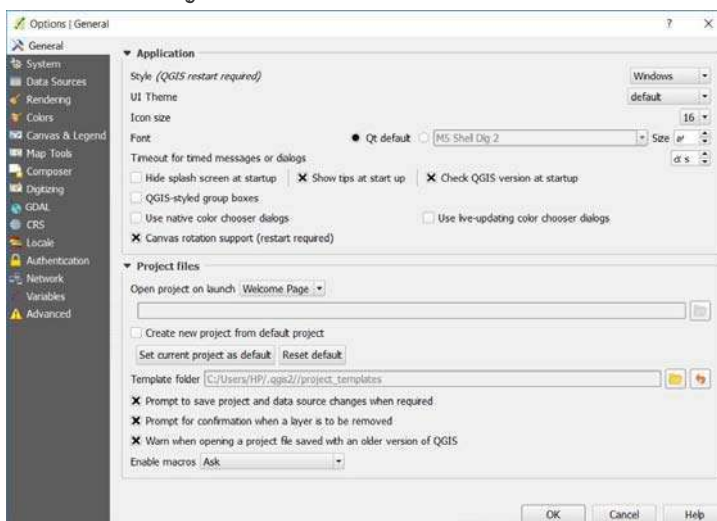 Options | General
?
General
System
Data Sources
Rendering
Colors
Canvas & Legend
Map Tools
Composer
Digitizing
GDAL
CRS
Locale
Authentication
Network
Variables
Advanced
Application
Style (QGIS restart required) Windows
UI Theme default
Icon size 16
Font Qt default MS Shell Dlg 2 Size
Timeout for timed messages or dialogs s
Hide splash screen at startup Show tips at start up Check QGIS version at startup
QGIS-styled group boxes
Use native color chooser dialogs Use live-updating color chooser dialogs
Canvas rotation support (restart required)
Project files
Open project on launch Welcome Page
Create new project from default project
Set current project as default Reset default
Template folder C:/Users/HP/.qgis2//project_templates
Prompt to save project and data source changes when required
Prompt for confirmation when a layer is to be removed
Warn when opening a project file saved with an older version of QGIS
Enable macros Ask
OK Cancel Help